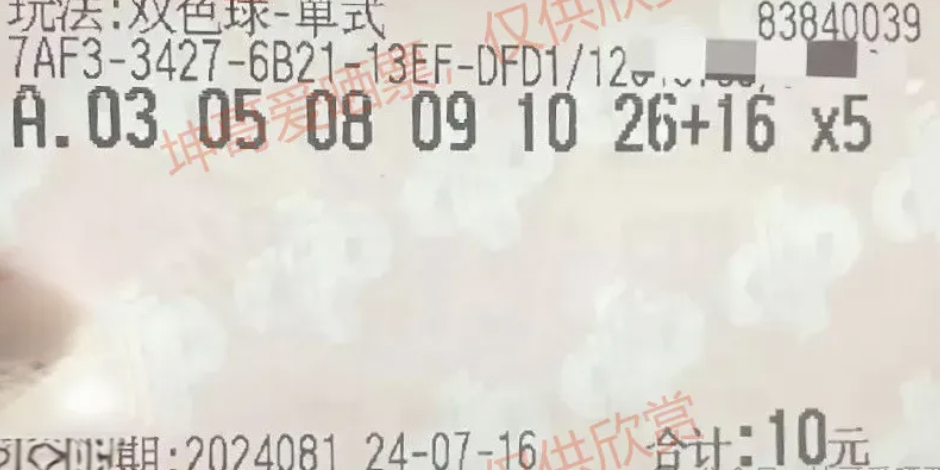 玩法:双色球-单式
83840039
7AF3-3427-6B21-13EF-DFD1/12
A.03 05 08 09 10 26+16 x5
坤哥爱晒票,仅供欣赏
期:2024081 24-07-16
合计:10元
仅供欣赏